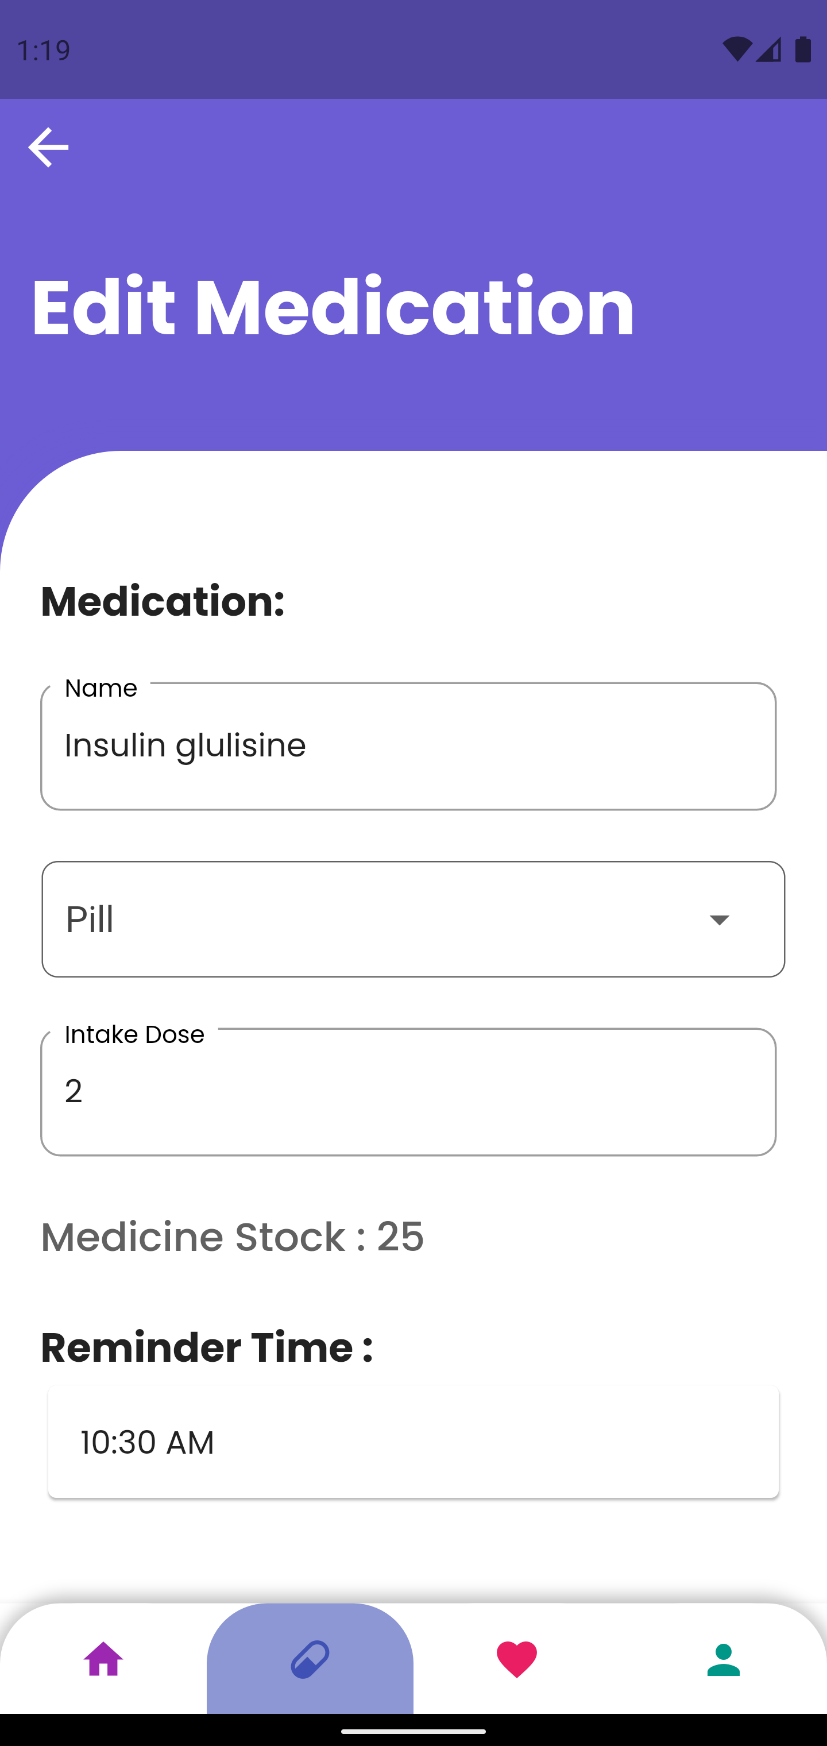 1:19
Edit Medication
Medication:
Name
Insulin glulisine
Pill
Intake Dose
2
Medicine Stock : 25
Reminder Time :
10:30 AM